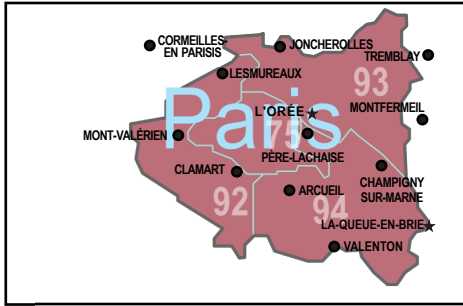 CORMEILLES-
EN PARISIS
JONCHEROLLES
TREMBLAY
LESMUREAUX
93
Paris
L'ORÉE
MONTFERMEIL
75
MONT-VALÉRIEN
PÈRE-LACHAISE
CLAMART
CHAMPIGNY
SUR-MARNE
92
ARCUEIL
94
LA-QUEUE-EN-BRIE
VALENTON